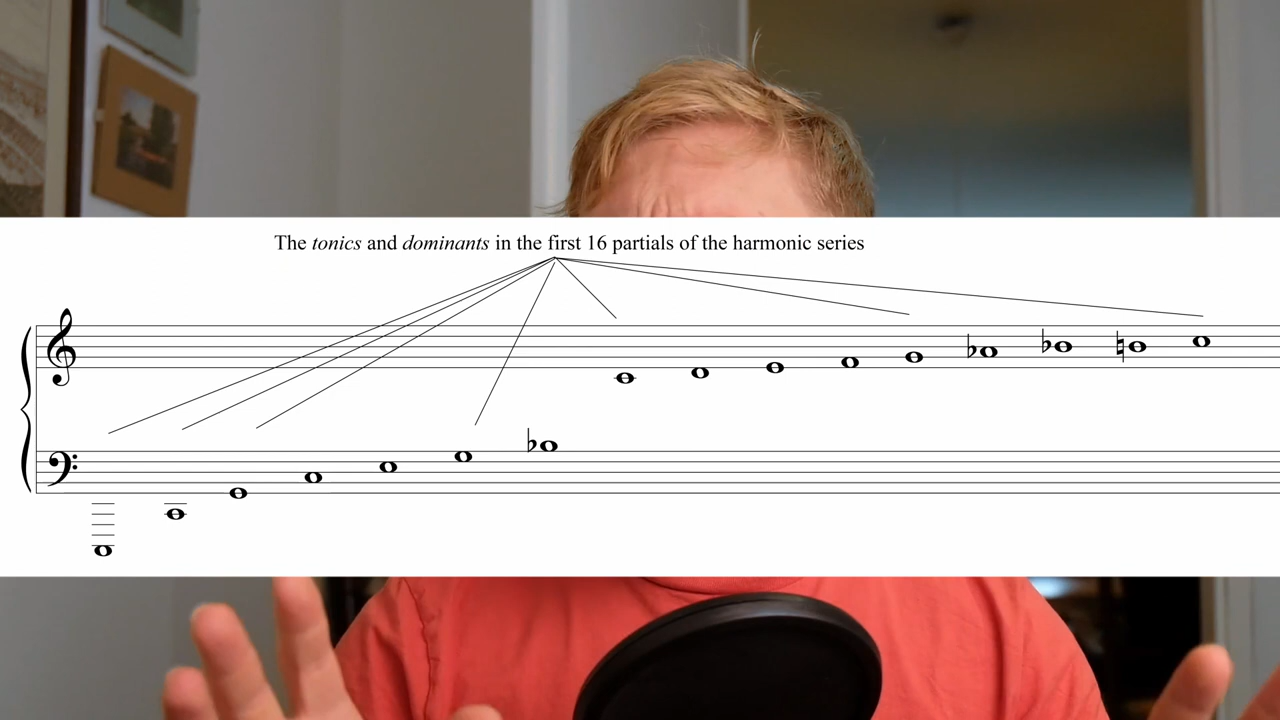 The tonics and dominants in the first 16 partials of the harmonic series